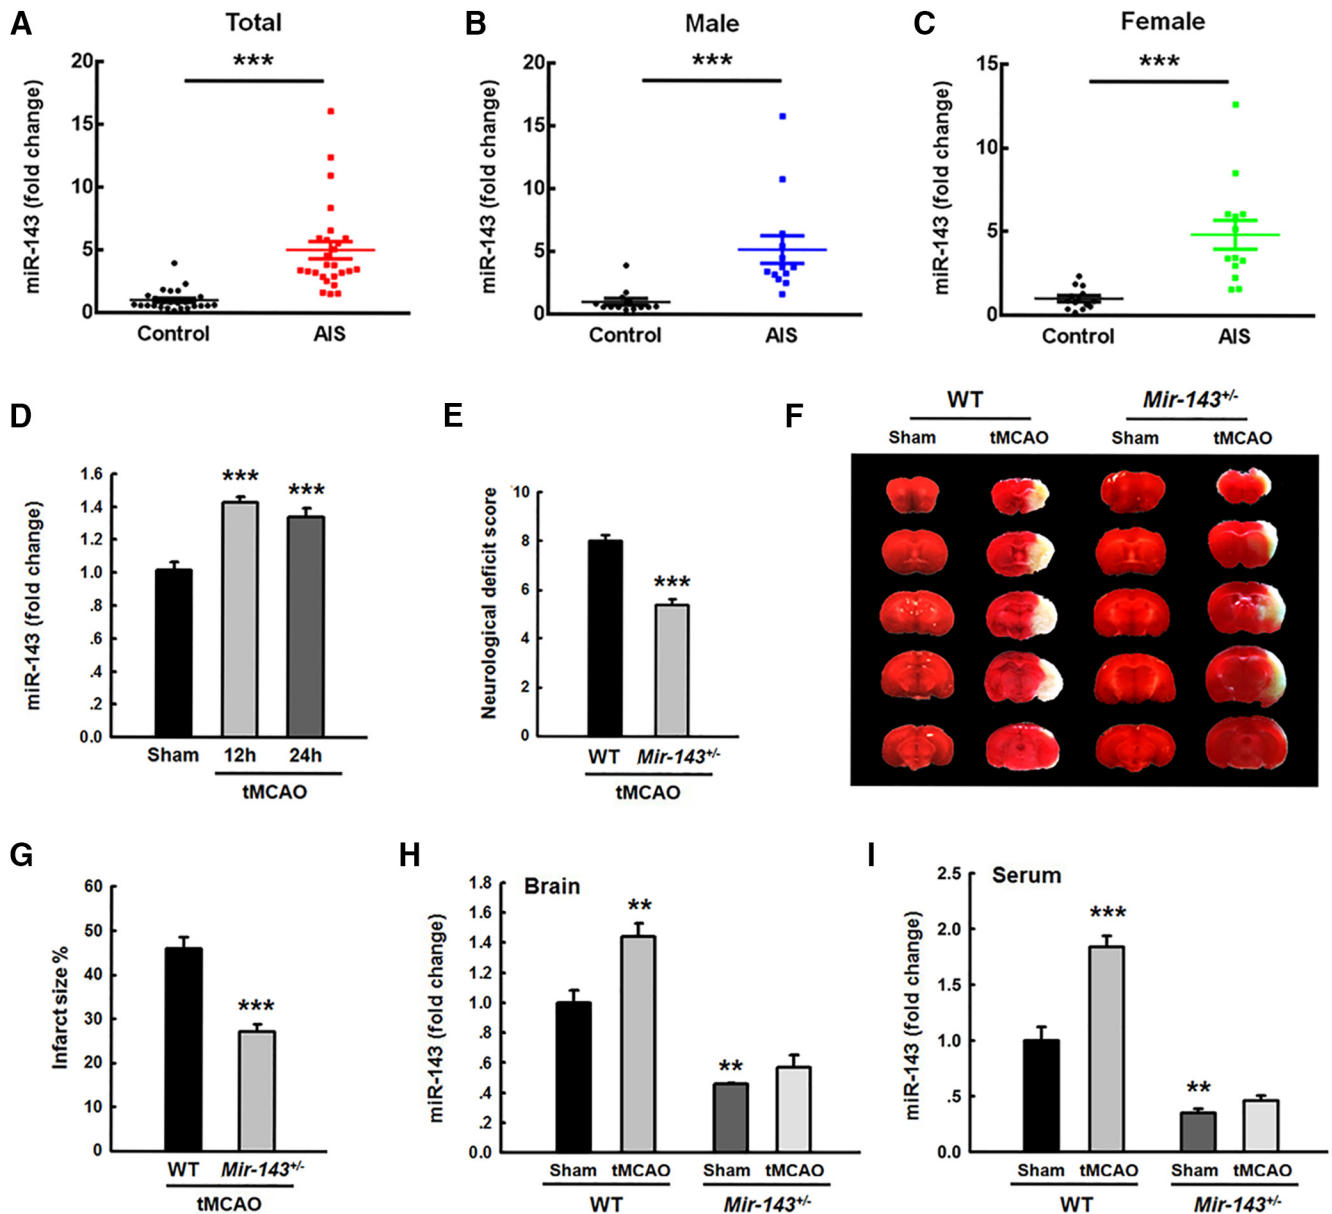 A Total
***
miR-143 (fold change)
20
15
10
5
0
Control AIS
B Male
***
miR-143 (fold change)
20
15
10
5
0
Control AIS
C Female
***
miR-143 (fold change)
15
10
5
0
Control AIS
D
miR-143 (fold change)
1.6
1.4
1.2
1.0
.8
.6
.4
.2
0.0
*** ***
Sham 12h 24h
tMCAO
E
Neurological deficit score
10
8
6
4
2
0
***
WT Mir-143+/-
tMCAO
F
WT Mir-143+/-
Sham tMCAO Sham tMCAO
G
Infarct size %
60
50
40
30
20
10
0
***
WT Mir-143+/-
tMCAO
H Brain
miR-143 (fold change)
1.8
1.6
1.4
1.2
1.0
.8
.6
.4
.2
0.0
** **
Sham tMCAO Sham tMCAO
WT Mir-143+/-
I Serum
miR-143 (fold change)
2.5
2.0
1.5
1.0
.5
0.0
*** **
Sham tMCAO Sham tMCAO
WT Mir-143+/-